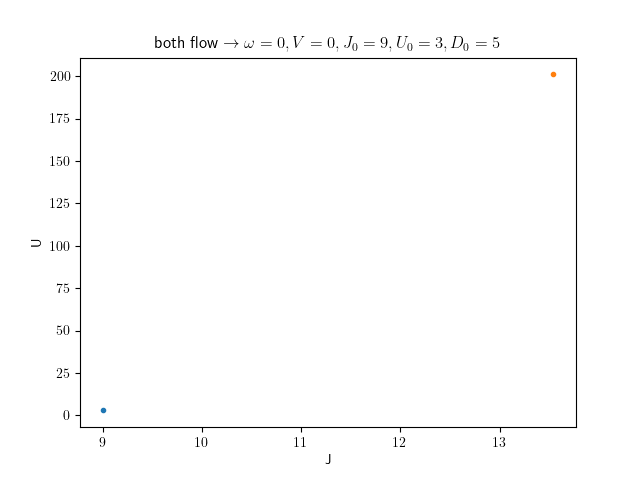 both flow → ω = 0, V = 0, J₀ = 9, U₀ = 3, D₀ = 5
200
175
150
125
100
75
50
25
0
U
9 10 11 12 13
J